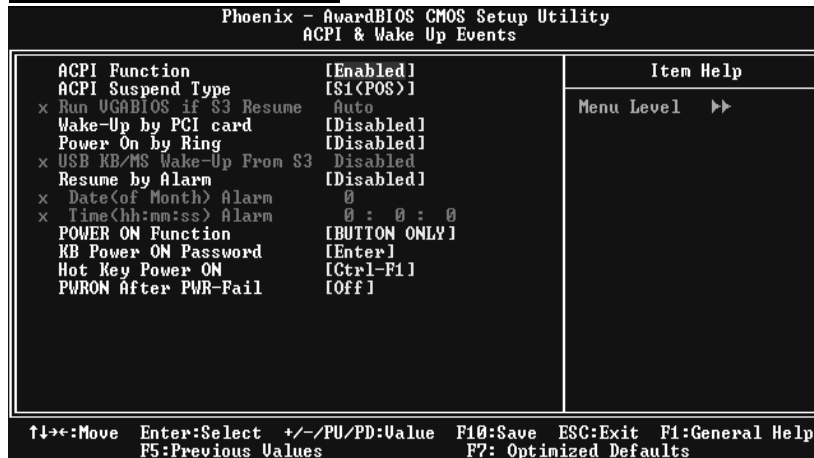 Phoenix - AwardBIOS CMOS Setup Utility
ACPI & Wake Up Events
ACPI Function [Enabled]
ACPI Suspend Type [S1(POS)]
x Run VGABIOS if S3 Resume Auto
Wake-Up by PCI card [Disabled]
Power On by Ring [Disabled]
x USB KB/MS Wake-Up From S3 Disabled
Resume by Alarm [Disabled]
x Date(of Month) Alarm 0
x Time(hh:mm:ss) Alarm 0 : 0 : 0
POWER ON Function [BUTTON ONLY]
KB Power ON Password [Enter]
Hot Key Power ON [Ctrl-F1]
PWRON After PWR-Fail [Off]
Item Help
Menu Level ▶▶
↑↓→←:Move Enter:Select +/-/PU/PD:Value F10:Save ESC:Exit F1:General Help
F5:Previous Values F7: Optimized Defaults